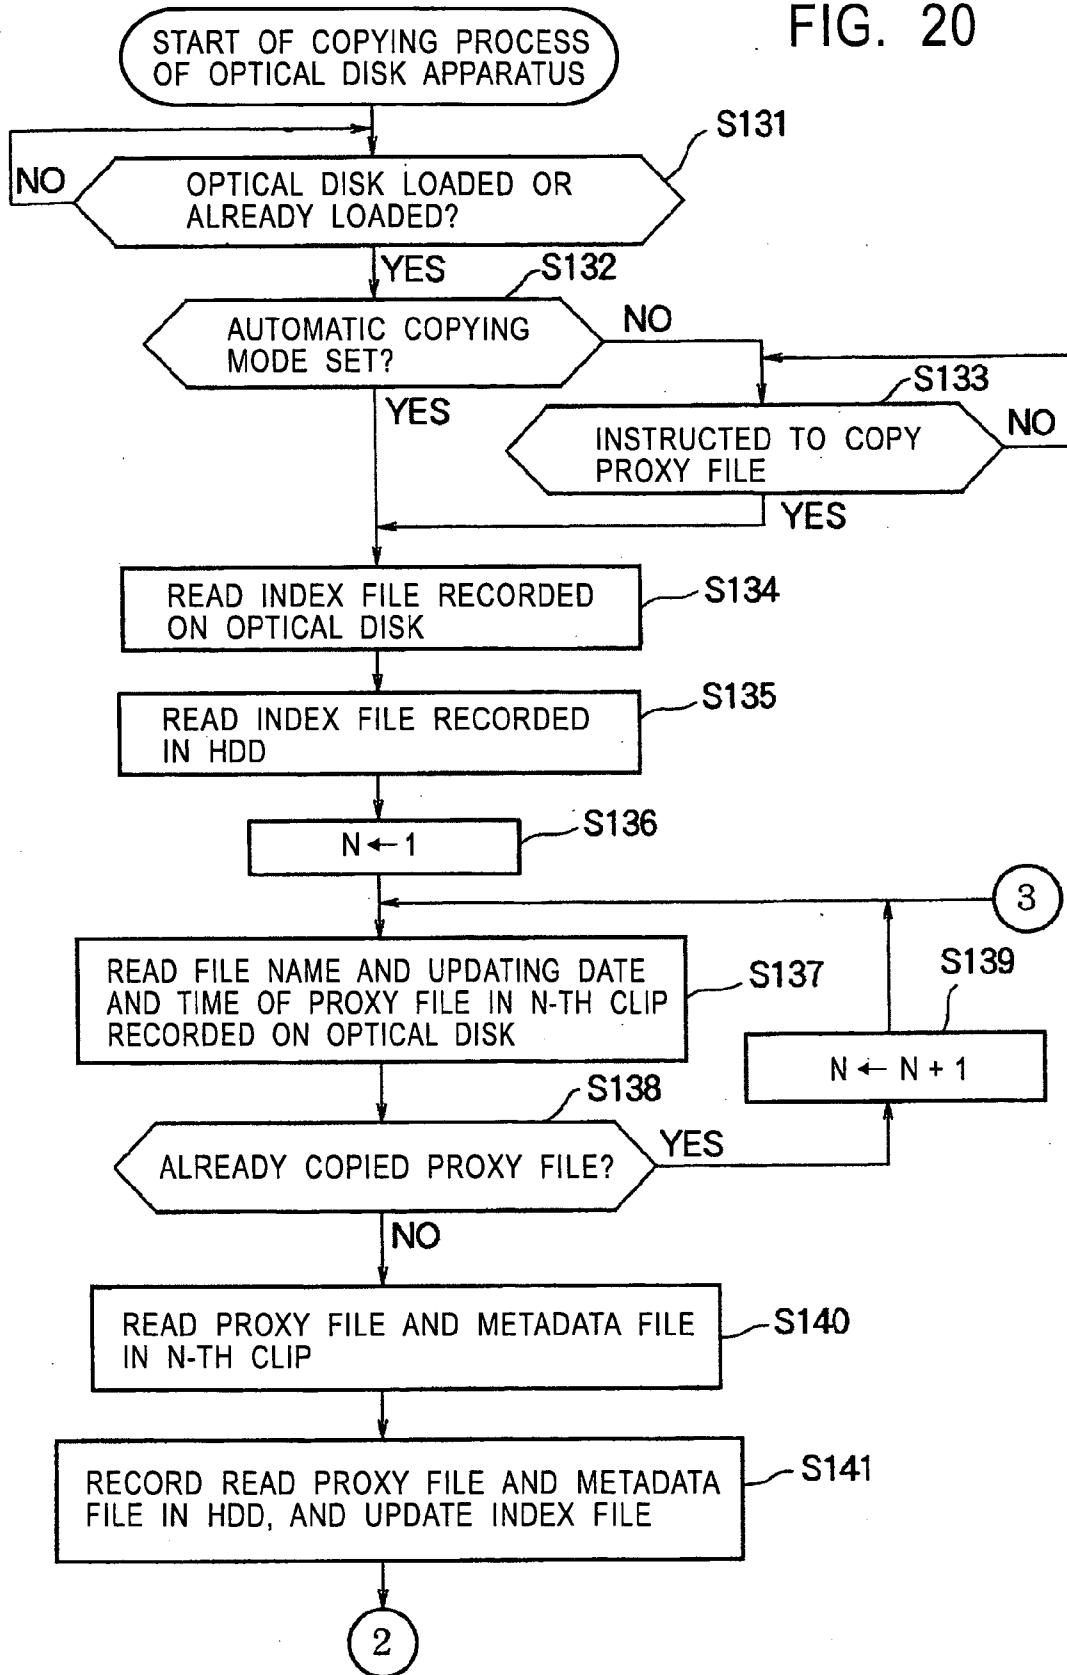 FIG. 20
START OF COPYING PROCESS
OF OPTICAL DISK APPARATUS
S131
NO
OPTICAL DISK LOADED OR
ALREADY LOADED?
YES
S132
AUTOMATIC COPYING
MODE SET?
NO
YES
S133
INSTRUCTED TO COPY
PROXY FILE
NO
YES
READ INDEX FILE RECORDED
ON OPTICAL DISK
S134
READ INDEX FILE RECORDED
IN HDD
S135
N ← 1
S136
3
READ FILE NAME AND UPDATING DATE
AND TIME OF PROXY FILE IN N-TH CLIP
RECORDED ON OPTICAL DISK
S137
S139
N ← N + 1
S138
ALREADY COPIED PROXY FILE?
YES
NO
READ PROXY FILE AND METADATA FILE
IN N-TH CLIP
S140
RECORD READ PROXY FILE AND METADATA
FILE IN HDD, AND UPDATE INDEX FILE
S141
2